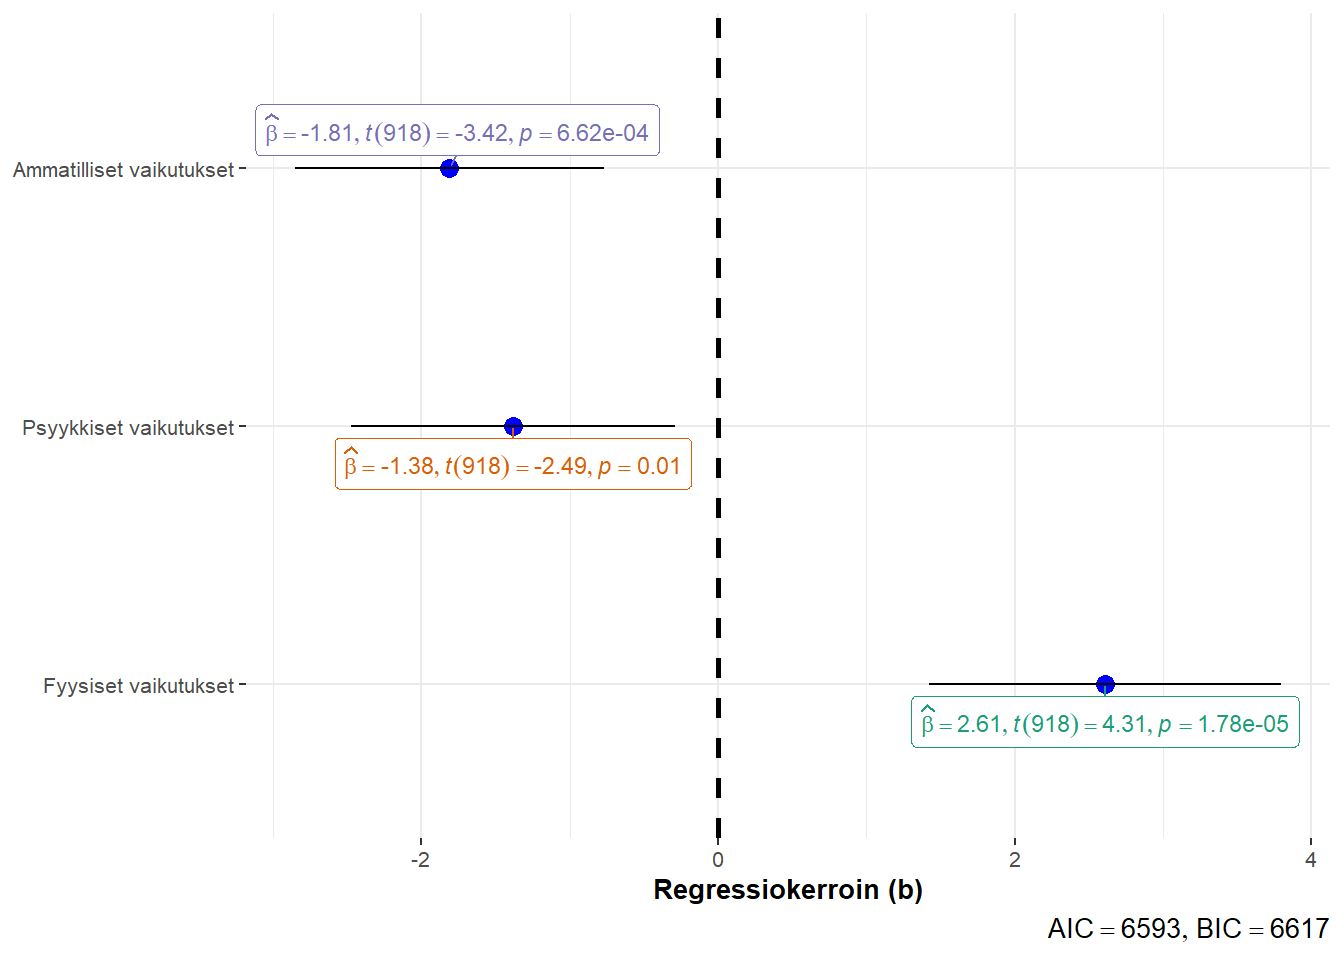 β̂ = -1.81, t(918) = -3.42, p = 6.62e-04
Ammatilliset vaikutukset
Psyykkiset vaikutukset
β̂ = -1.38, t(918) = -2.49, p = 0.01
Fyysiset vaikutukset
β̂ = 2.61, t(918) = 4.31, p = 1.78e-05
-2 0 2 4
Regressiokerroin (b)
AIC = 6593, BIC = 6617